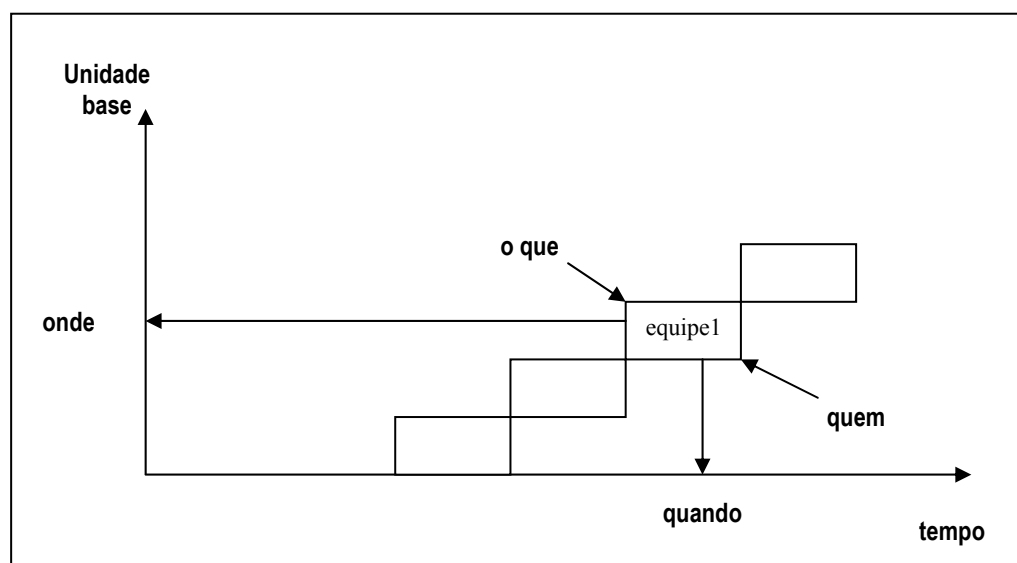 Unidade
base
o que
onde
equipe1
quem
quando
tempo